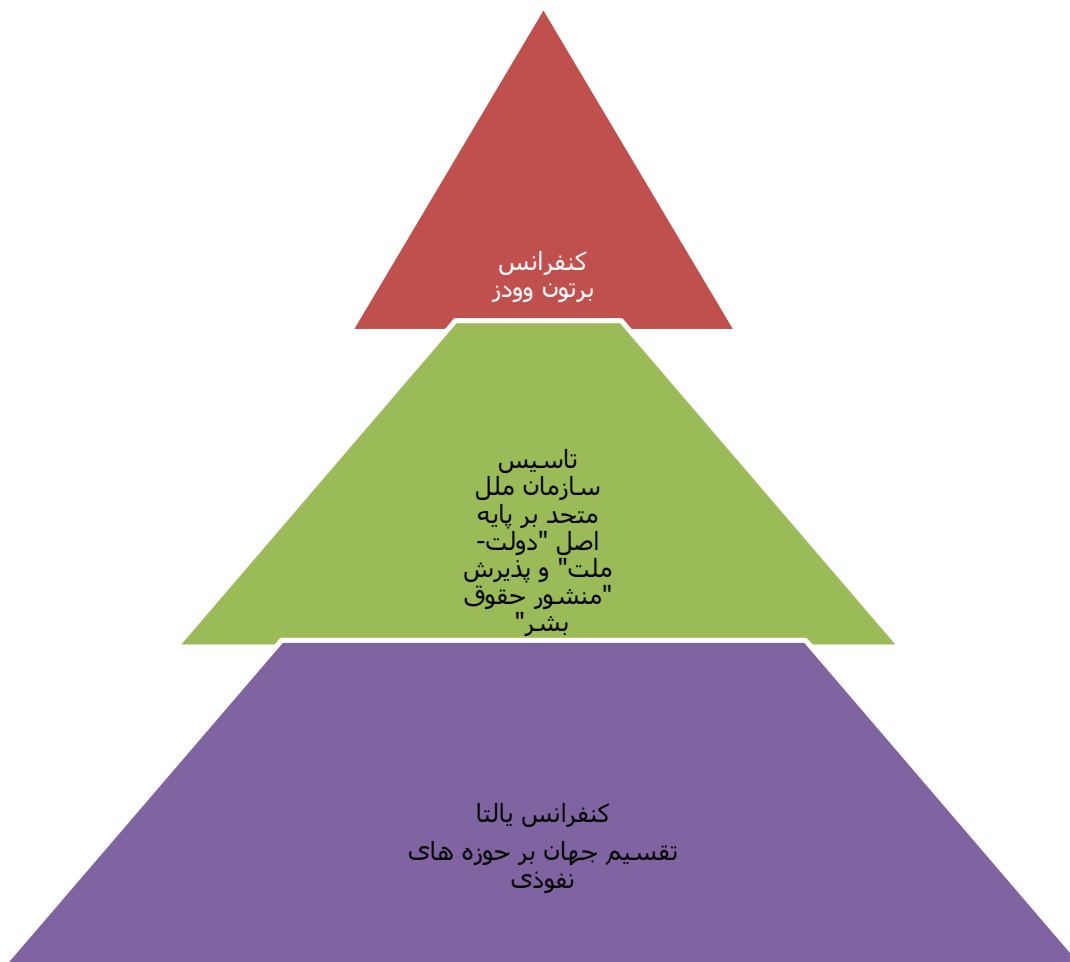 کنفرانس
برتون وودز
تاسیس
سازمان ملل
متحد بر پایه
اصل "دولت-
ملت" و پذیرش
"منشور حقوق
بشر"
کنفرانس یالتا
تقسیم جهان بر حوزه های
نفوذی